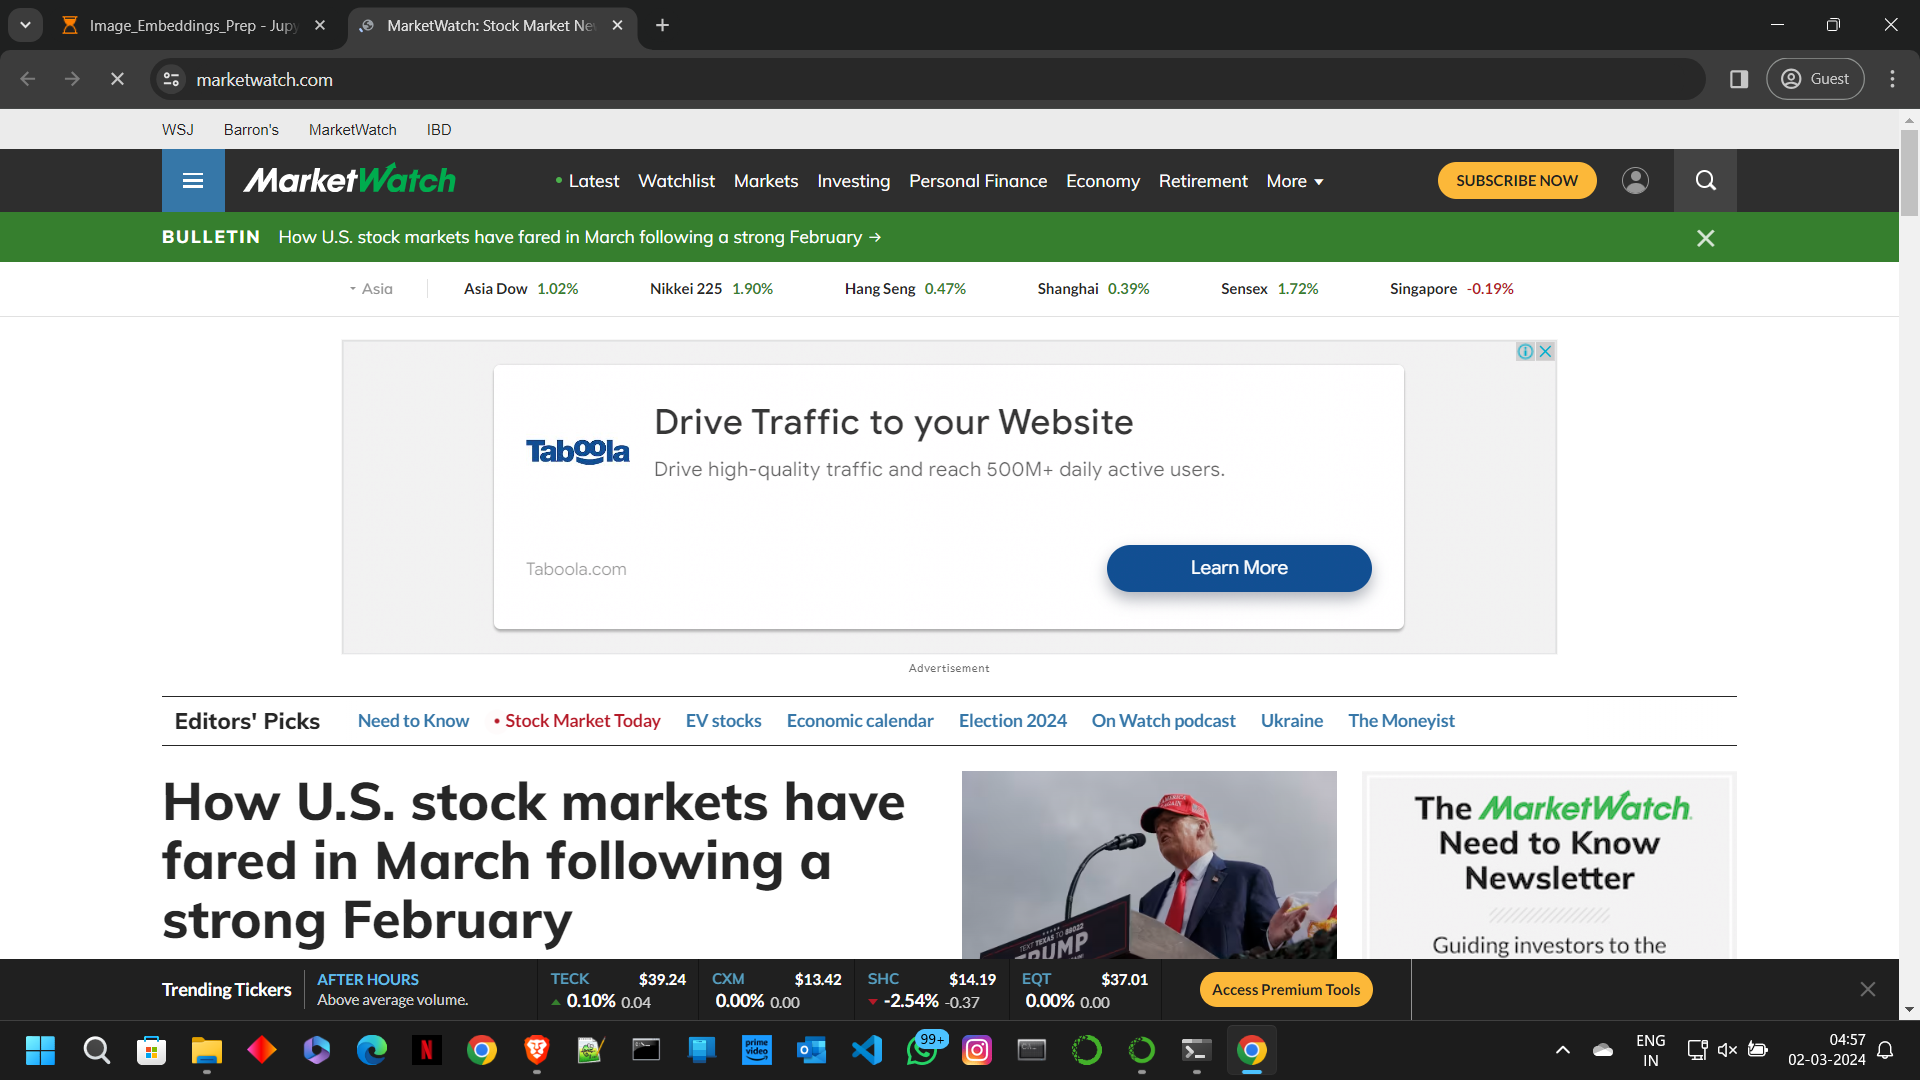 Image_Embeddings_Prep - Jupy
MarketWatch: Stock Market Ne
marketwatch.com
Guest
WSJ Barron's MarketWatch IBD
MarketWatch
• Latest Watchlist Markets Investing Personal Finance Economy Retirement More
SUBSCRIBE NOW
BULLETIN How U.S. stock markets have fared in March following a strong February →
Asia
Asia Dow 1.02% Nikkei 225 1.90% Hang Seng 0.47% Shanghai 0.39% Sensex 1.72% Singapore -0.19%
Drive Traffic to your Website
Taboola
Drive high-quality traffic and reach 500M+ daily active users.
Taboola.com
Learn More
Advertisement
Editors' Picks Need to Know • Stock Market Today EV stocks Economic calendar Election 2024 On Watch podcast Ukraine The Moneyist
How U.S. stock markets have
fared in March following a
strong February
TEXT TEXAS TO 88022
TRUMP
The MarketWatch
Need to Know
Newsletter
Guiding investors to the
Trending Tickers
AFTER HOURS
Above average volume.
TECK $39.24
0.10% 0.04
CXM $13.42
0.00% 0.00
SHC $14.19
-2.54% -0.37
EQT $37.01
0.00% 0.00
Access Premium Tools
prime video
99+
ENG
IN
04:57
02-03-2024